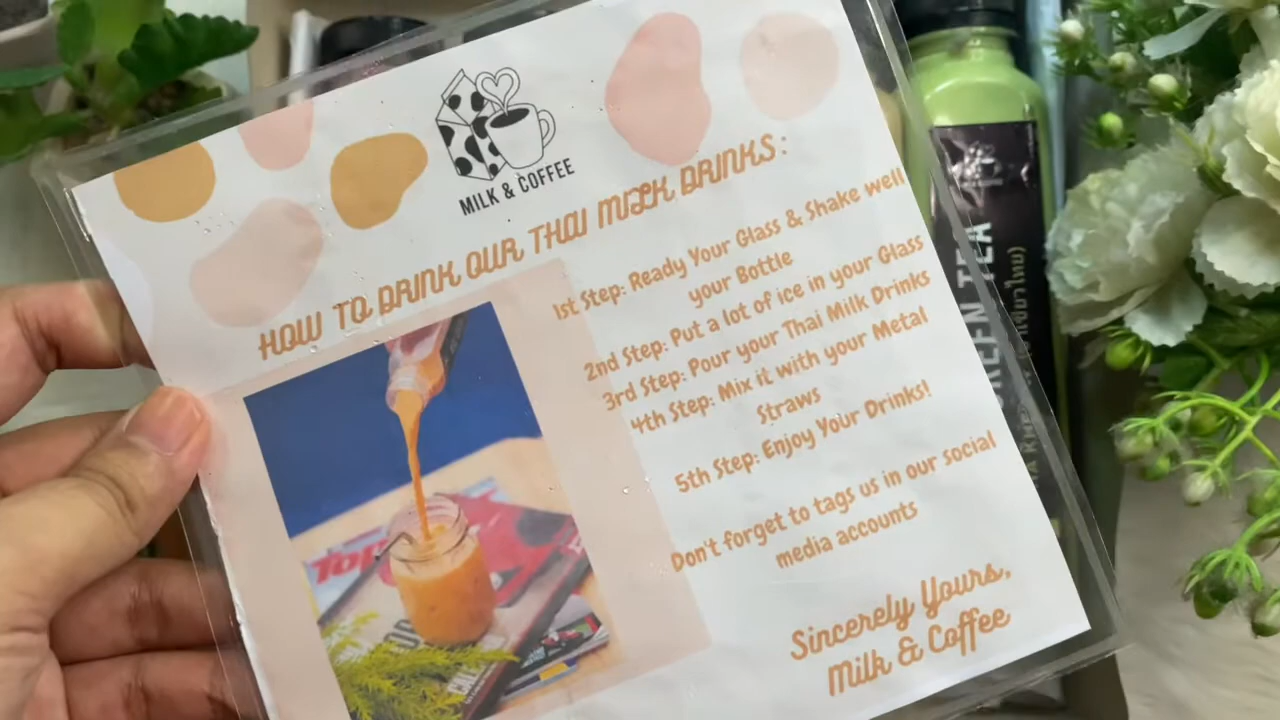 MILK & COFFEE
HOW TO DRINK OUR THAI MILK DRINKS:
1st Step: Ready Your Glass & Shake well
your Bottle
2nd Step: Put a lot of ice in your Glass
3rd Step: Pour your Thai Milk Drinks
4th Step: Mix it with your Metal
Straws
5th Step: Enjoy Your Drinks!
Don't forget to tags us in our social
media accounts
Sincerely Yours,
Milk & Coffee
GREEN TEA